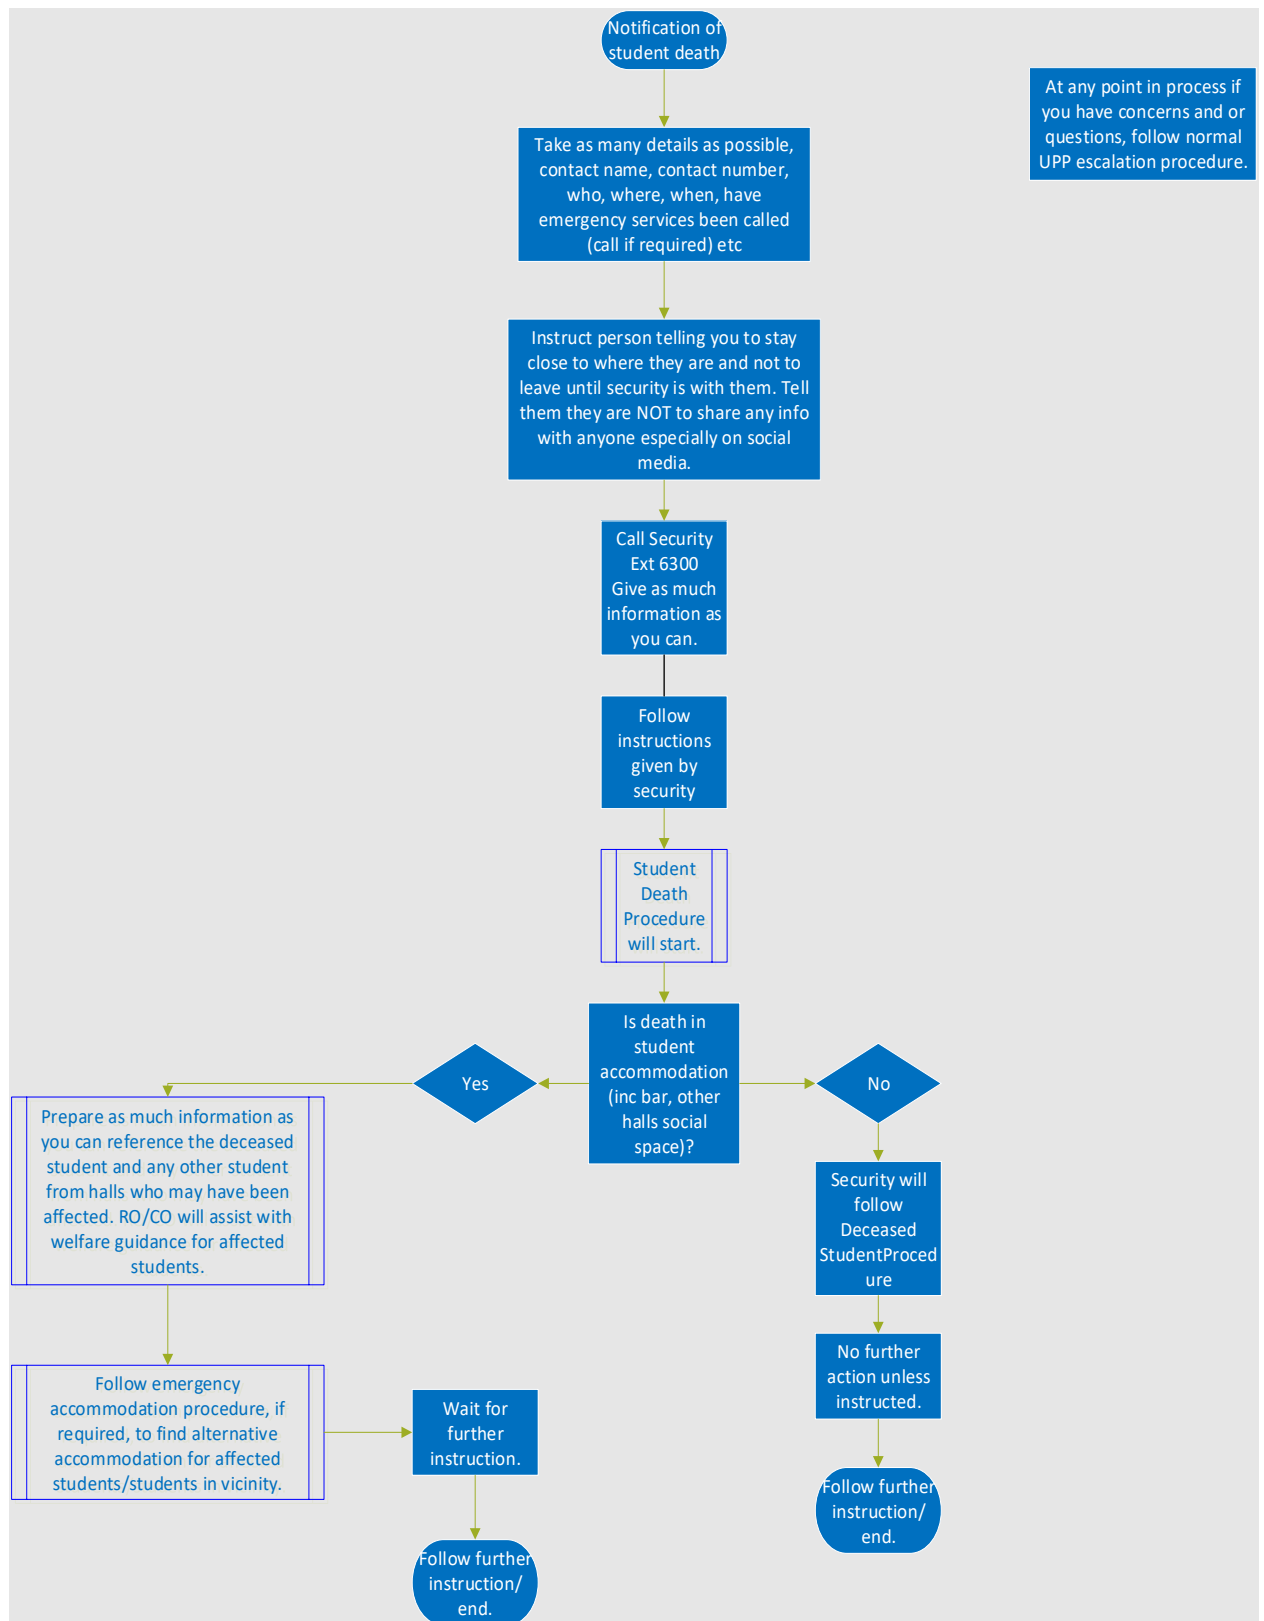 Notification of
student death
At any point in process if
you have concerns and or
questions, follow normal
UPP escalation procedure.
Take as many details as possible,
contact name, contact number,
who, where, when, have
emergency services been called
(call if required) etc
Instruct person telling you to stay
close to where they are and not to
leave until security is with them. Tell
them they are NOT to share any info
with anyone especially on social
media.
Call Security
Ext 6300
Give as much
information as
you can.
Follow
instructions
given by
security
Student
Death
Procedure
will start.
Is death in
student
accommodation
(inc bar, other
halls social
space)?
Yes
No
Prepare as much information as
you can reference the deceased
student and any other student
from halls who may have been
affected. RO/CO will assist with
welfare guidance for affected
students.
Security will
follow
Deceased
StudentProced
ure
Follow emergency
accommodation procedure, if
required, to find alternative
accommodation for affected
students/students in vicinity.
Wait for
further
instruction.
No further
action unless
instructed.
Follow further
instruction/
end.
Follow further
instruction/
end.